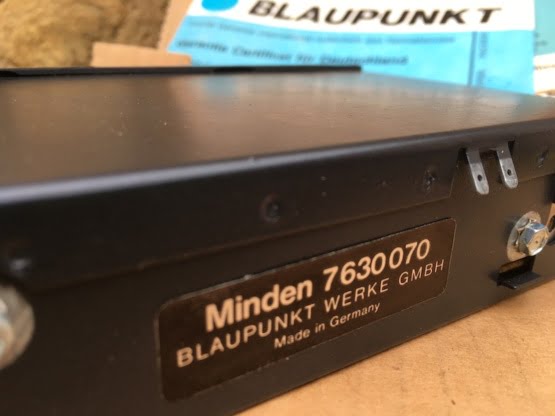 BLAUPUNKT
Minden 7630070
BLAUPUNKT WERKE GMBH
Made in Germany